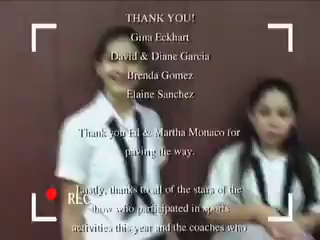 THANK YOU!
Gina Eckhart
David & Diane Garcia
Brenda Gomez
Elaine Sanchez
Thank you Ed & Martha Monaco for
paving the way.
Lastly, thanks to all of the stars of the
show who participated in sports
activities this year and the coaches who
REC